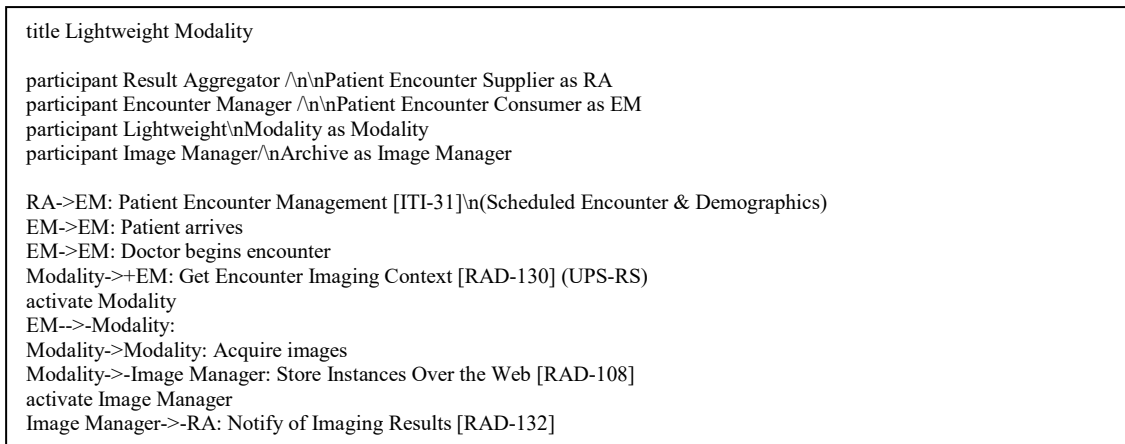 title Lightweight Modality
participant Result Aggregator /\n\nPatient Encounter Supplier as RA
participant Encounter Manager /\n\nPatient Encounter Consumer as EM
participant Lightweight\nModality as Modality
participant Image Manager/\nArchive as Image Manager
RA->EM: Patient Encounter Management [ITI-31]\n(Scheduled Encounter & Demographics)
EM->EM: Patient arrives
EM->EM: Doctor begins encounter
Modality->+EM: Get Encounter Imaging Context [RAD-130] (UPS-RS)
activate Modality
EM-->-Modality:
Modality->Modality: Acquire images
Modality->-Image Manager: Store Instances Over the Web [RAD-108]
activate Image Manager
Image Manager->-RA: Notify of Imaging Results [RAD-132]